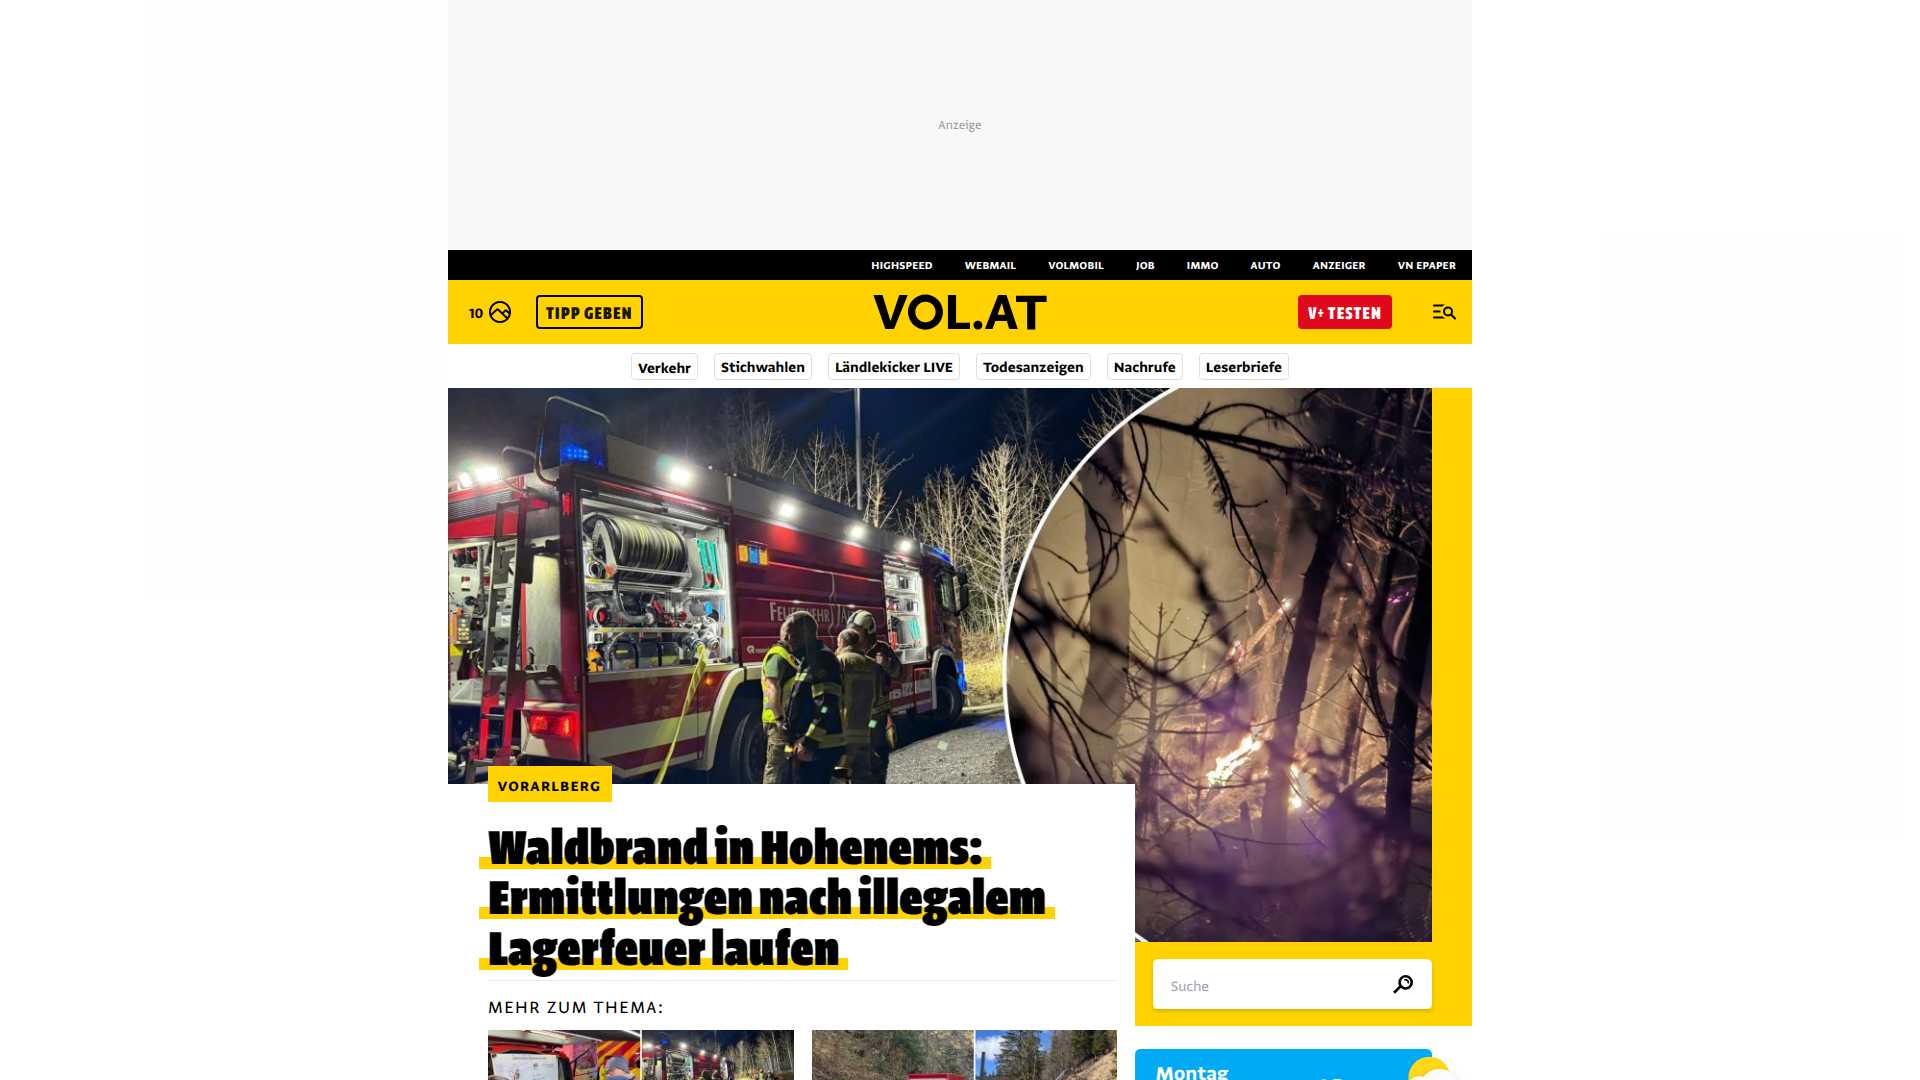 Anzeige
HIGHSPEED WEBMAIL VOLMOBIL JOB IMMO AUTO ANZEIGER VN EPAPER
10 TIPP GEBEN VOL.AT V+ TESTEN
Verkehr Stichwahlen Ländlekicker LIVE Todesanzeigen Nachrufe Leserbriefe
VORARLBERG
Waldbrand in Hohenems:
Ermittlungen nach illegalem
Lagerfeuer laufen
Suche
MEHR ZUM THEMA:
Montag